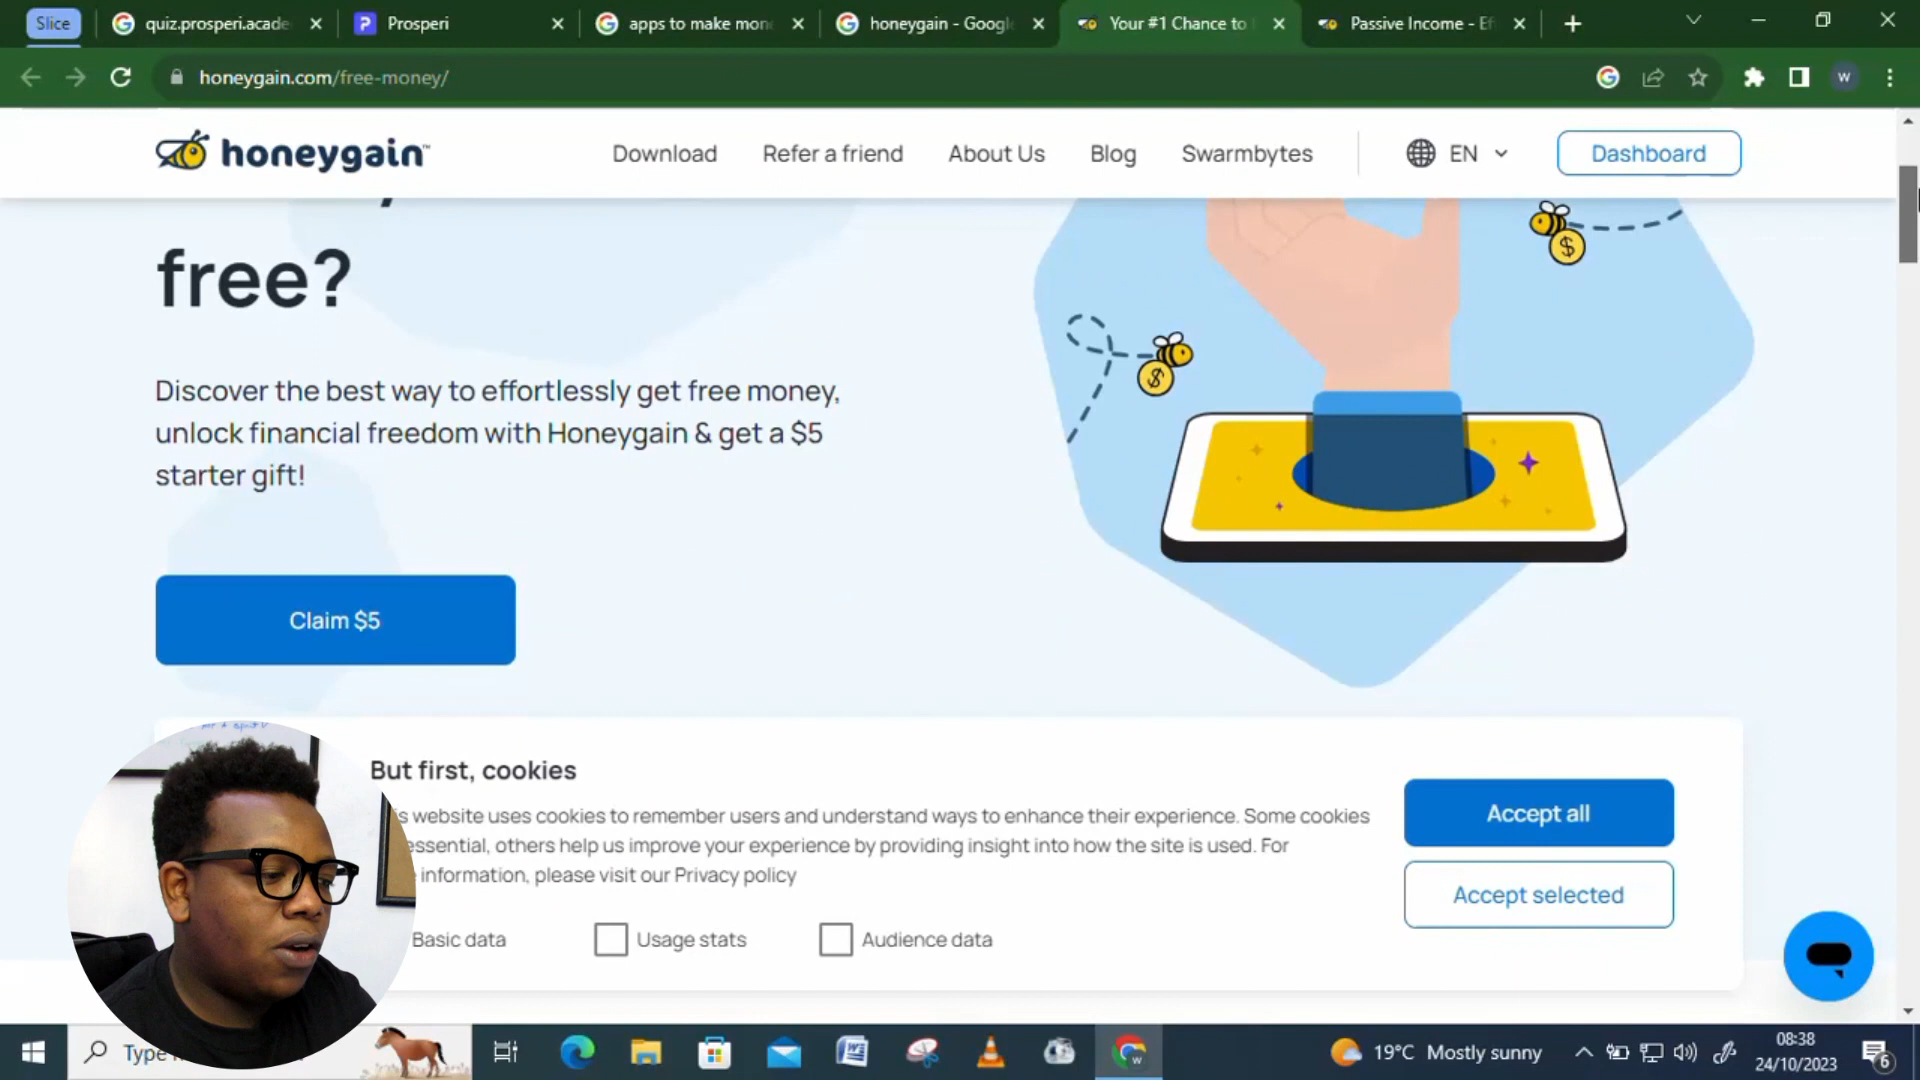 Slice
quiz.prosperi.acade
Prosperi
apps to make mon
honeygain - Googl
Your #1 Chance to
Passive Income - Ef
honeygain.com/free-money/
W
honeygain
Download
Refer a friend
About Us
Blog
Swarmbytes
EN
Dashboard
free?
$
$
Discover the best way to effortlessly get free money,
unlock financial freedom with Honeygain & get a $5
starter gift!
Claim $5
But first, cookies
s website uses cookies to remember users and understand ways to enhance their experience. Some cookies
essential, others help us improve your experience by providing insight into how the site is used. For
information, please visit our Privacy policy
Accept all
Accept selected
Basic data
Usage stats
Audience data
Type
19°C Mostly sunny
08:38
24/10/2023
6